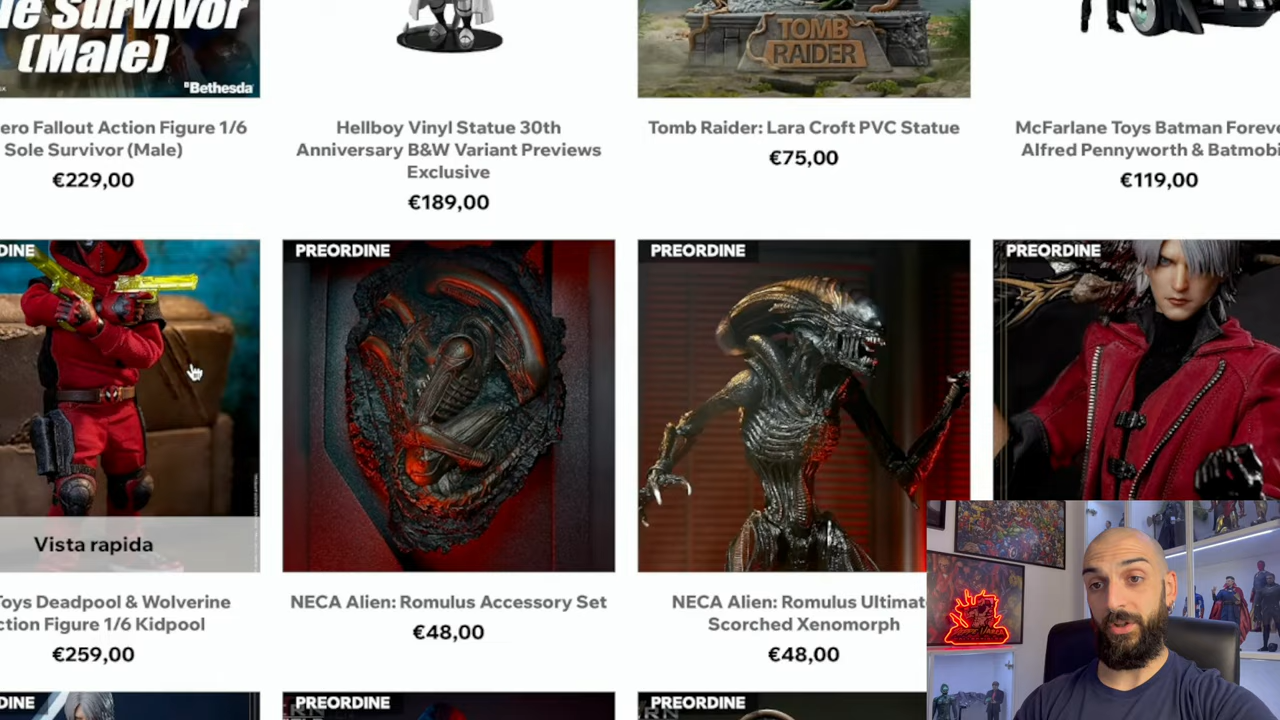 le Survivor
(Male)
Bethesda
TOMB
RAIDER
ero Fallout Action Figure 1/6
Sole Survivor (Male)
€229,00
Hellboy Vinyl Statue 30th
Anniversary B&W Variant Previews
Exclusive
€189,00
Tomb Raider: Lara Croft PVC Statue
€75,00
McFarlane Toys Batman Foreve
Alfred Pennyworth & Batmobi
€119,00
DINE
PREORDINE
PREORDINE
PREORDINE
Vista rapida
Toys Deadpool & Wolverine
ction Figure 1/6 Kidpool
€259,00
NECA Alien: Romulus Accessory Set
€48,00
NECA Alien: Romulus Ultimat
Scorched Xenomorph
€48,00
DINE
PREORDINE
PREORDINE